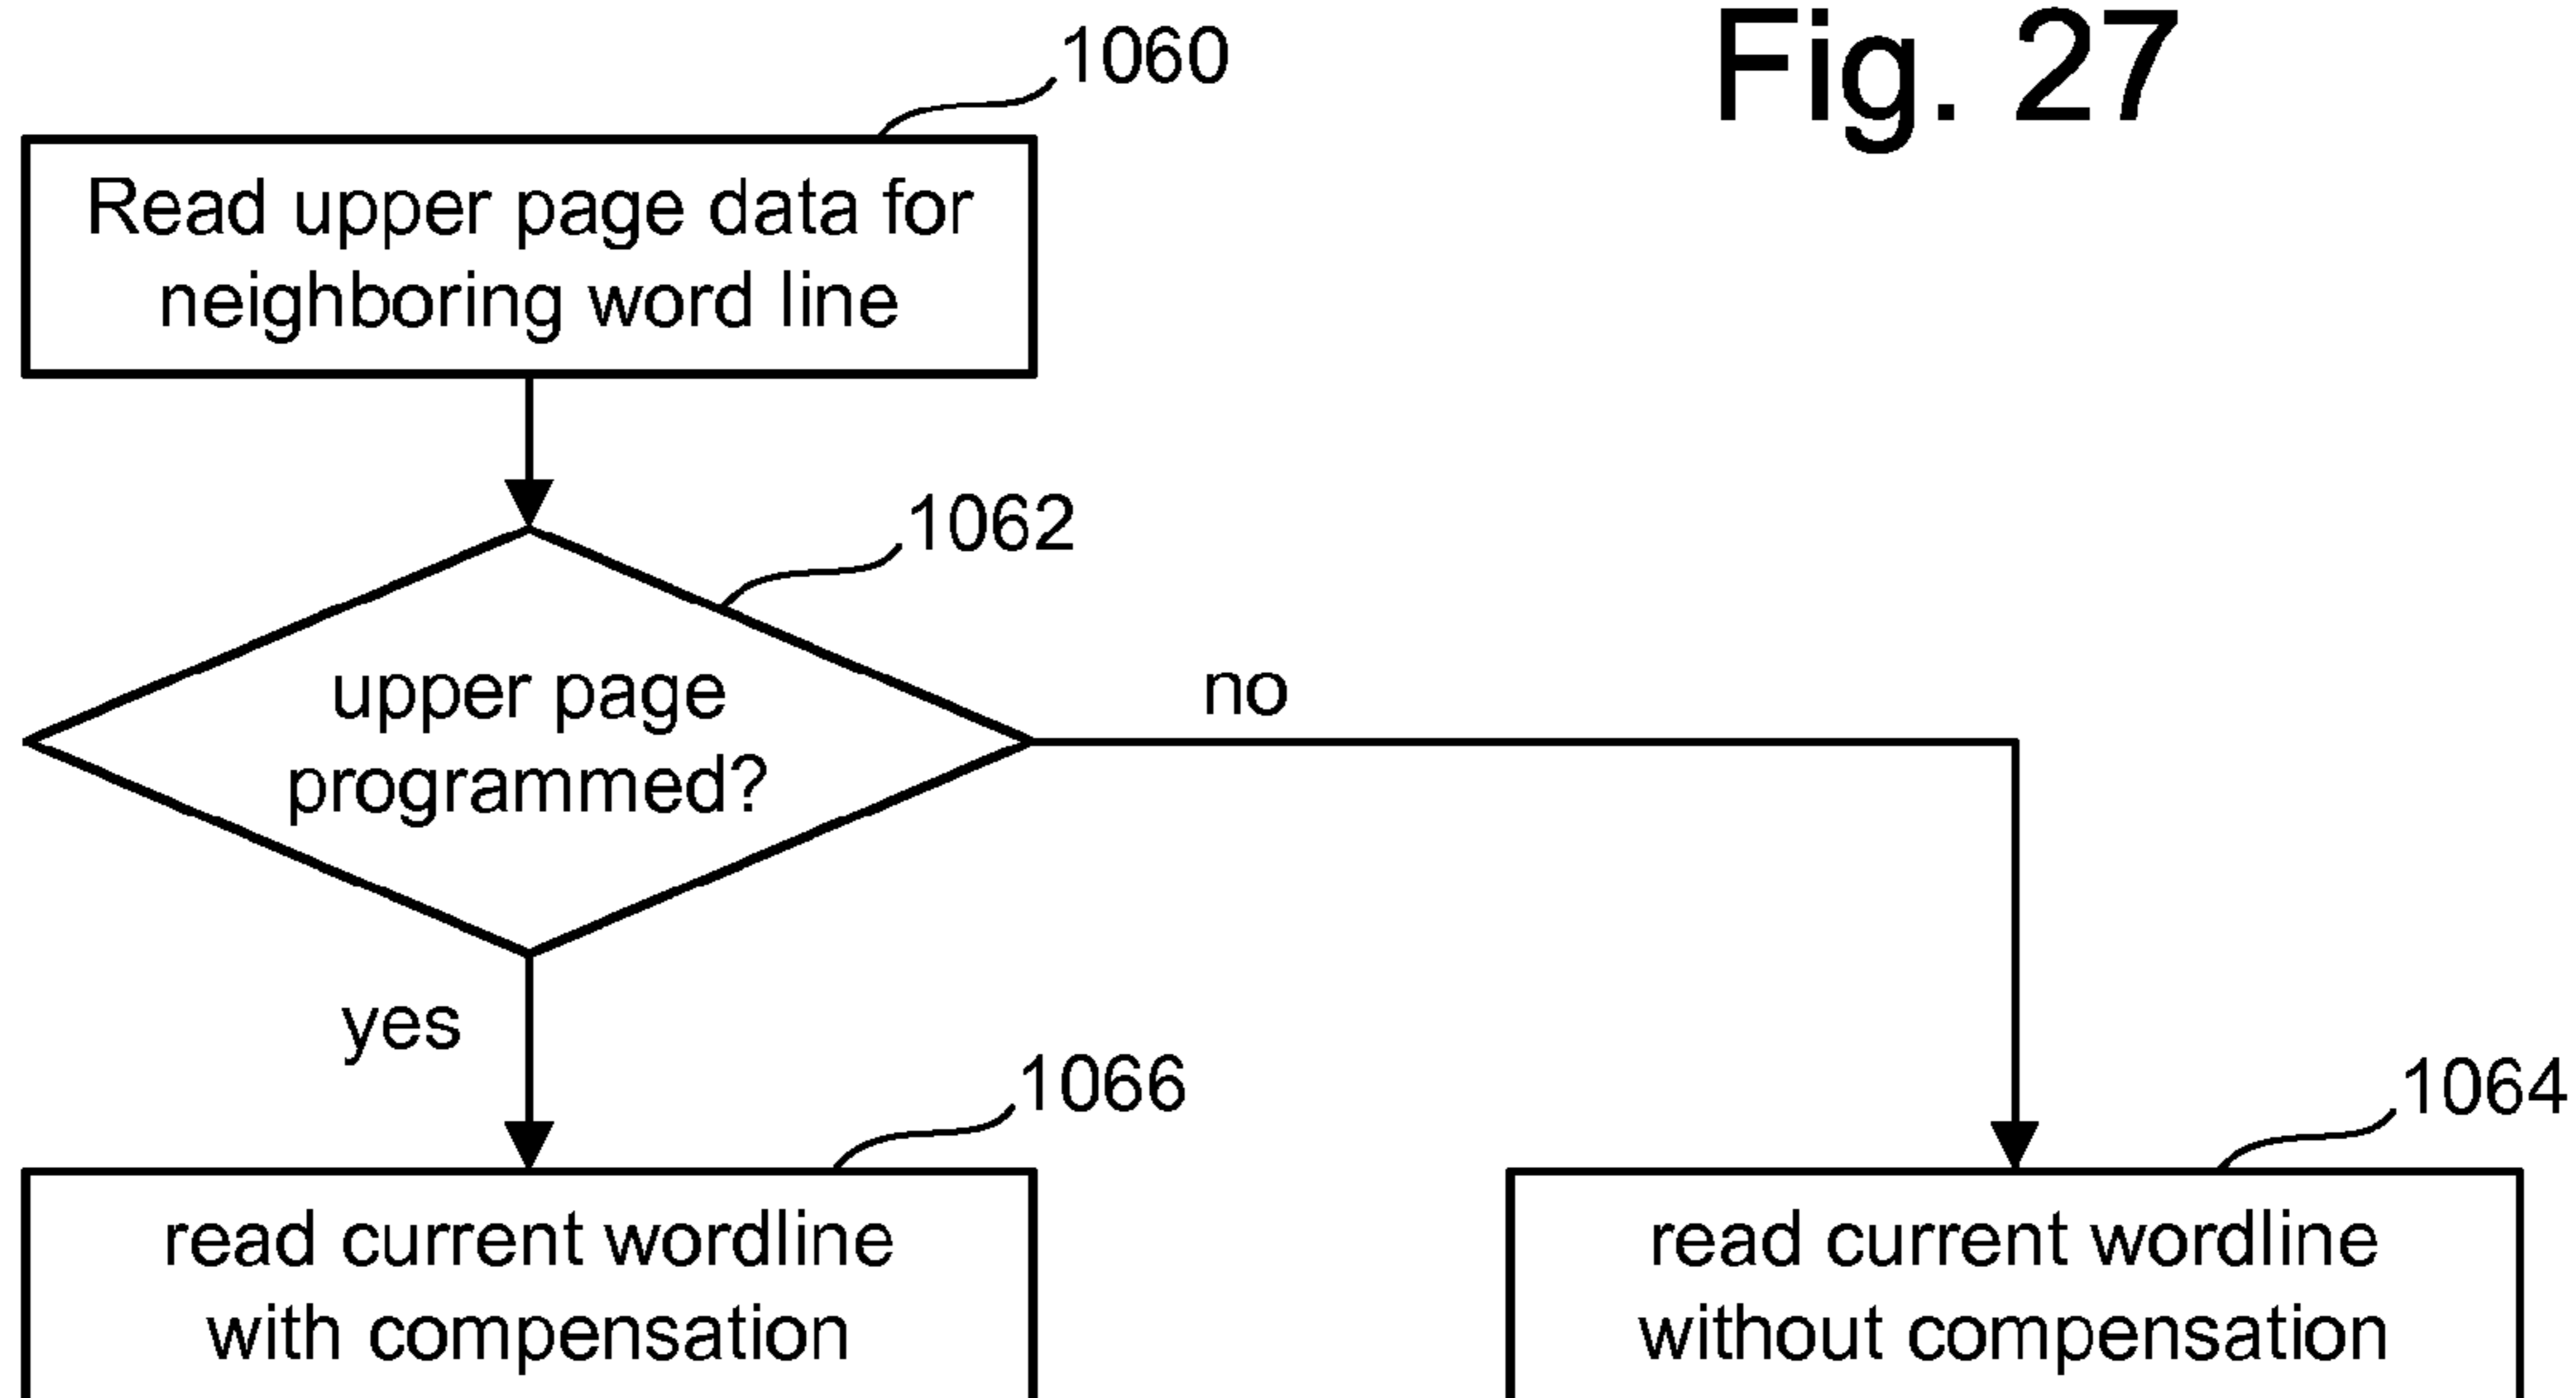 Fig. 27
1060
Read upper page data for
neighboring word line
1062
upper page
programmed?
no
yes
1066
1064
read current wordline
with compensation
read current wordline
without compensation